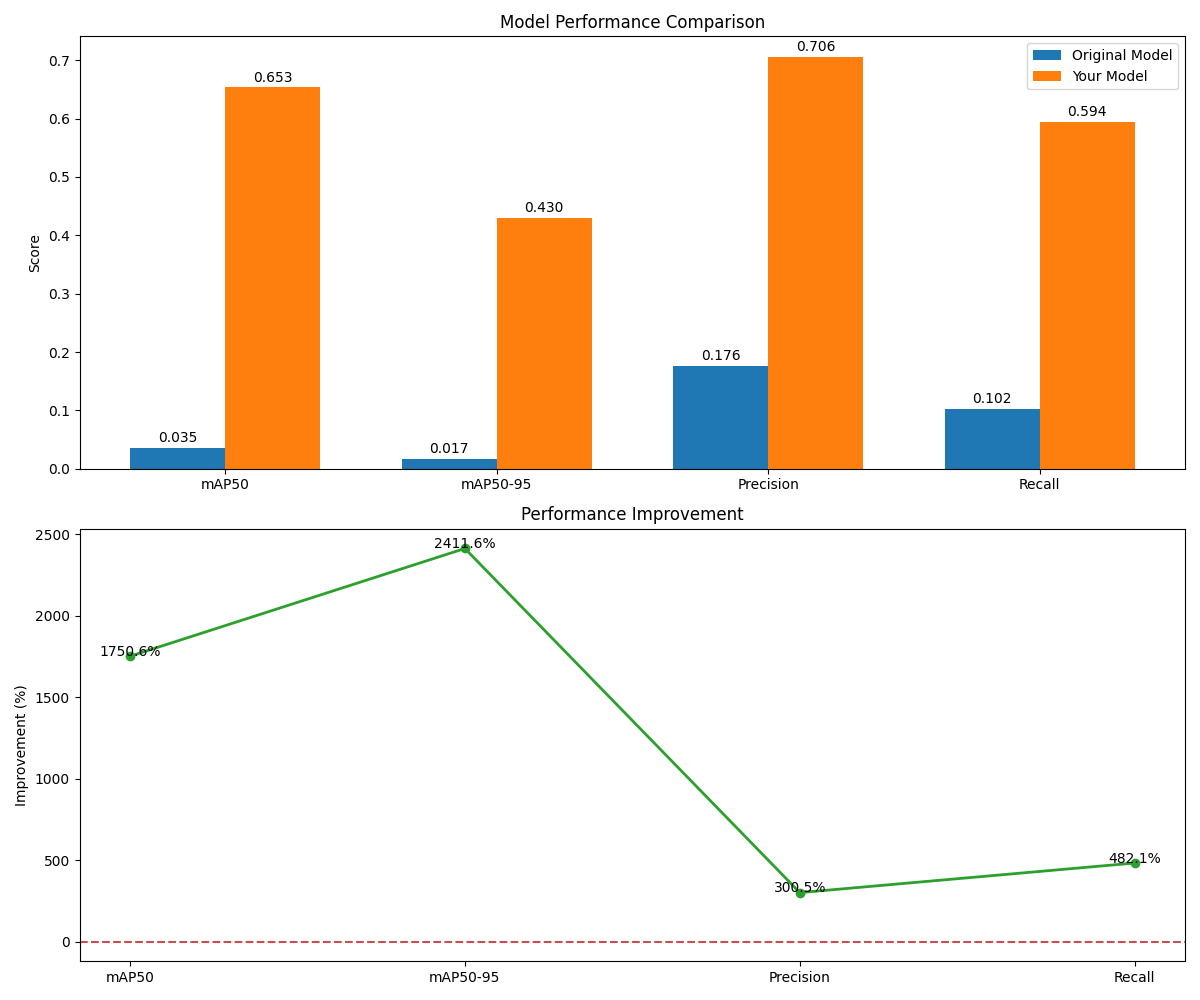 Model Performance Comparison
Original Model
Your Model
Score
0.7
0.6
0.5
0.4
0.3
0.2
0.1
0.0
0.035
0.653
0.017
0.430
0.176
0.706
0.102
0.594
mAP50
mAP50-95
Precision
Recall
Performance Improvement
Improvement (%)
2500
2000
1500
1000
500
0
1750.6%
2411.6%
300.5%
482.1%
mAP50
mAP50-95
Precision
Recall